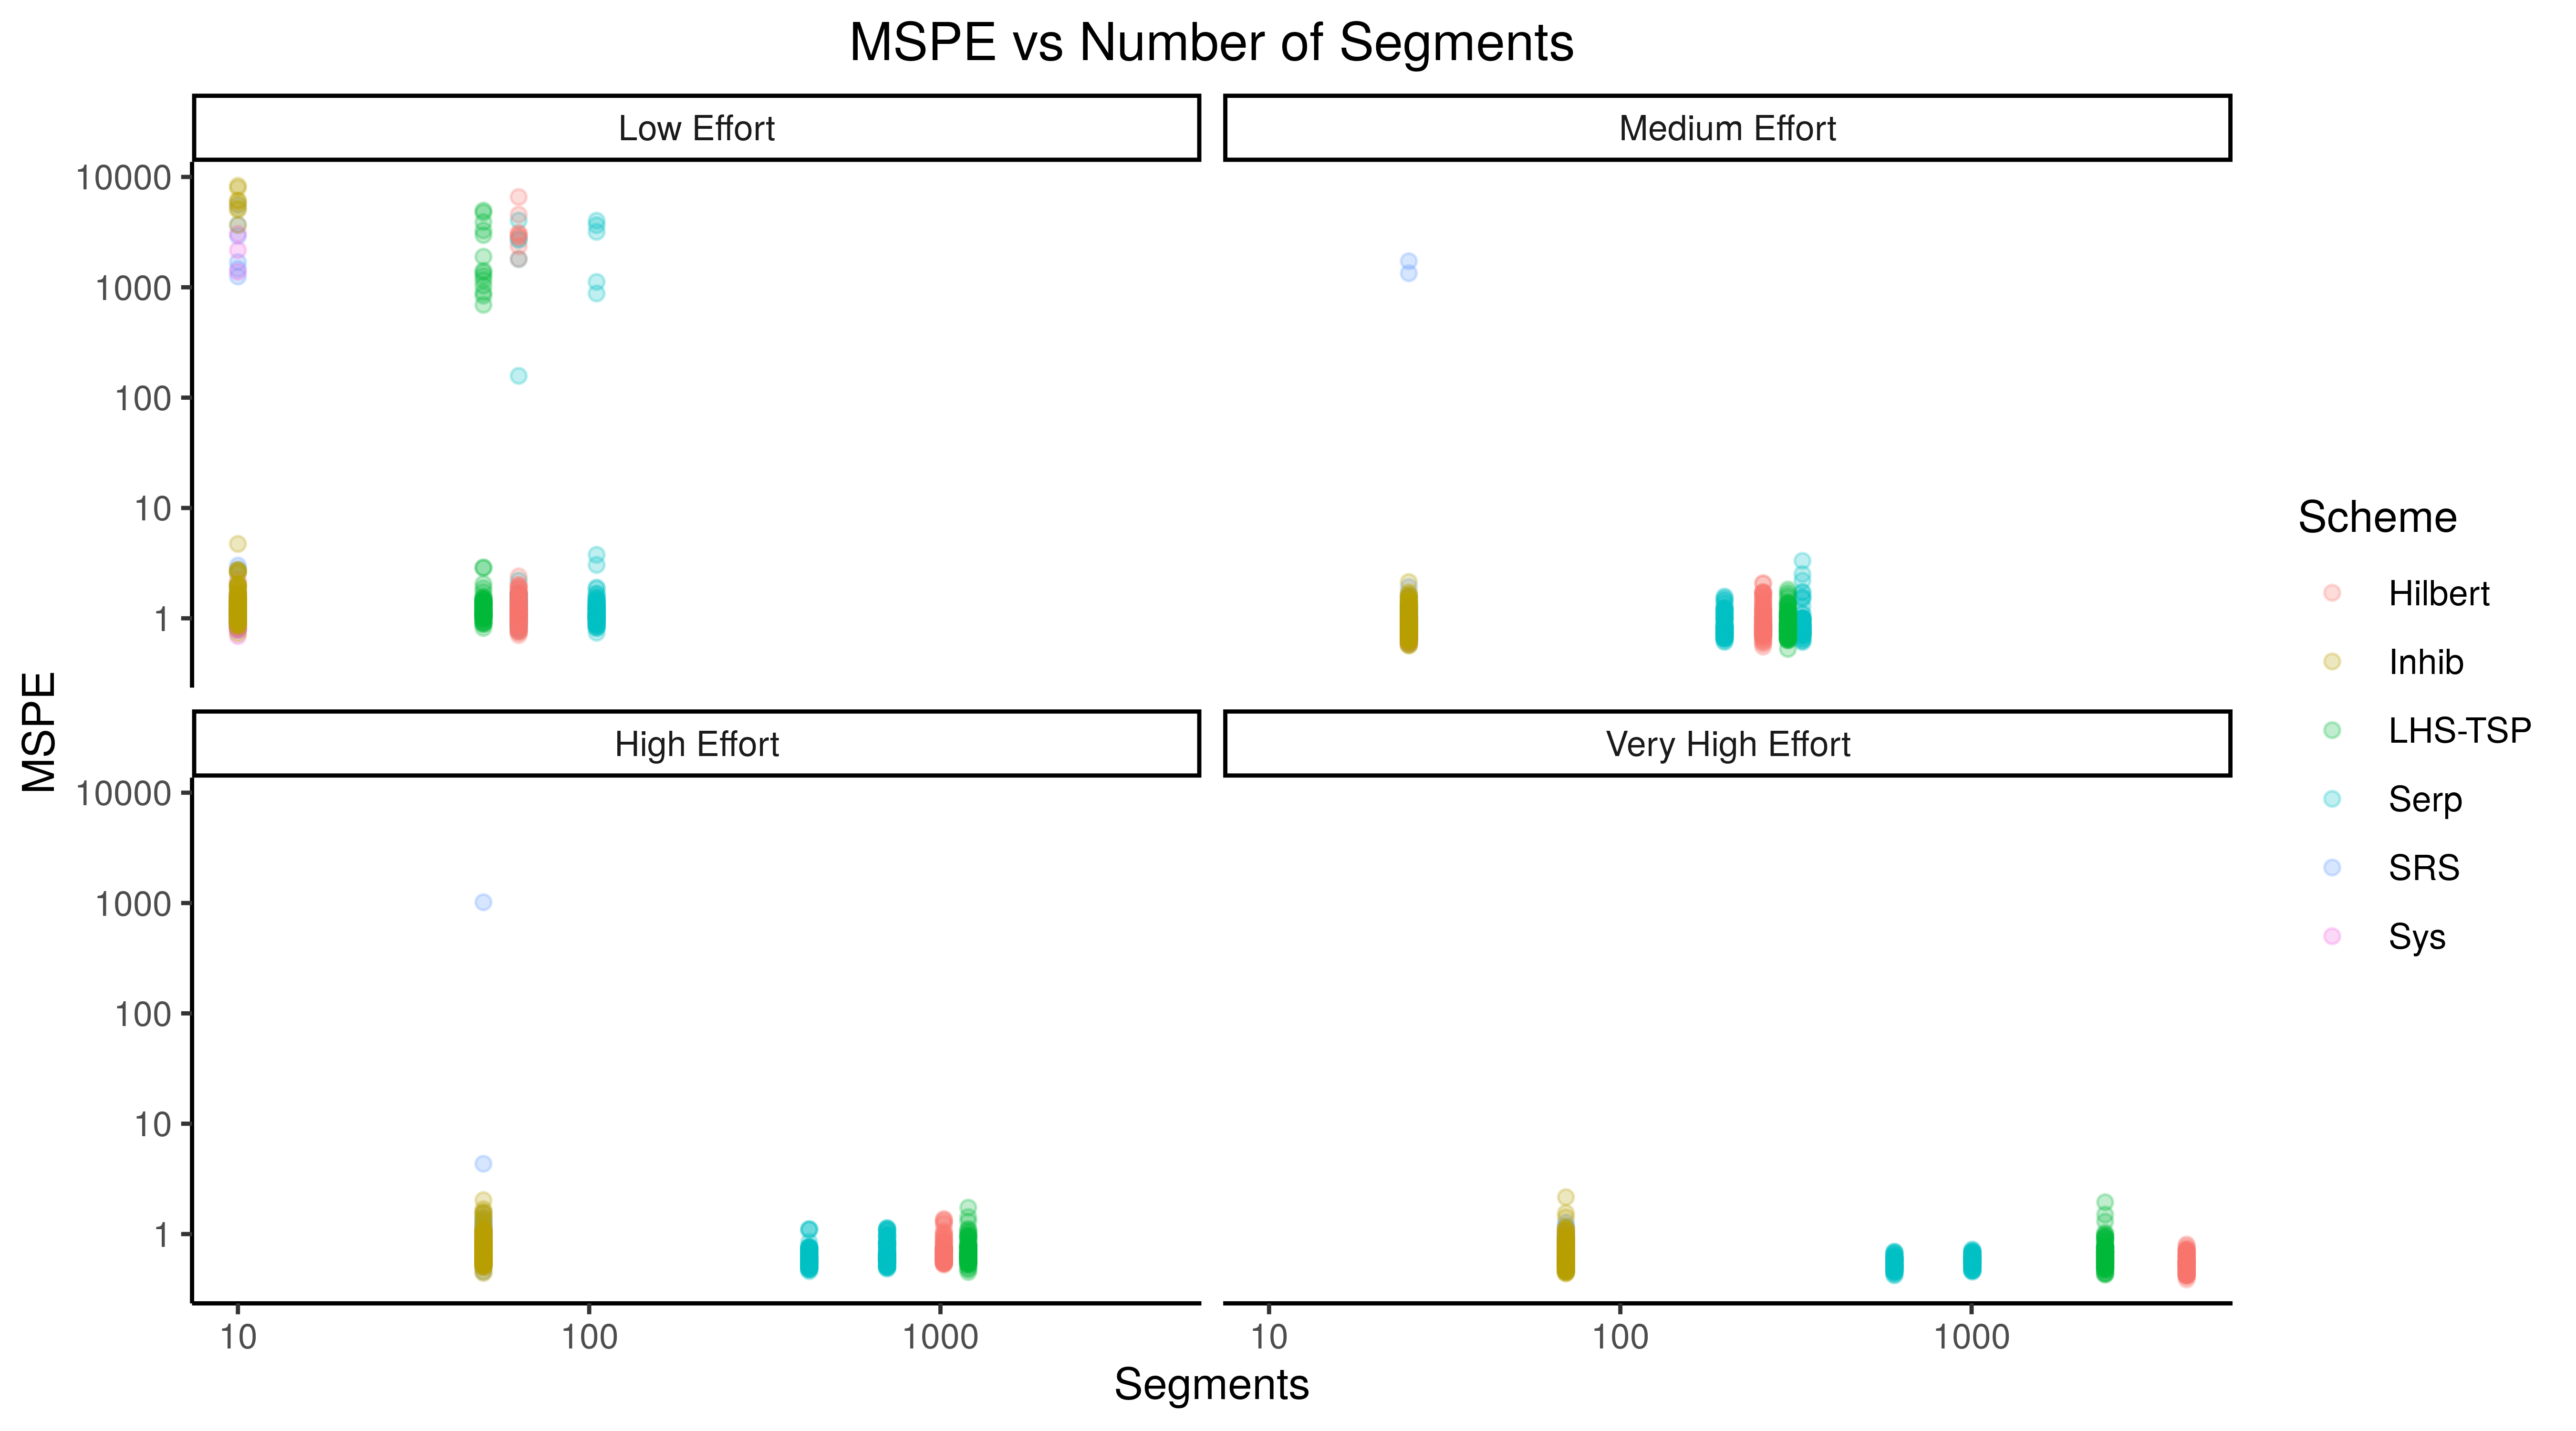 MSPE vs Number of Segments
Low Effort
Medium Effort
10000
1000
100
10
1
High Effort
Very High Effort
10000
1000
100
10
1
10
100
1000
10
100
1000
Segments
MSPE
Scheme
Hilbert
Inhib
LHS-TSP
Serp
SRS
Sys